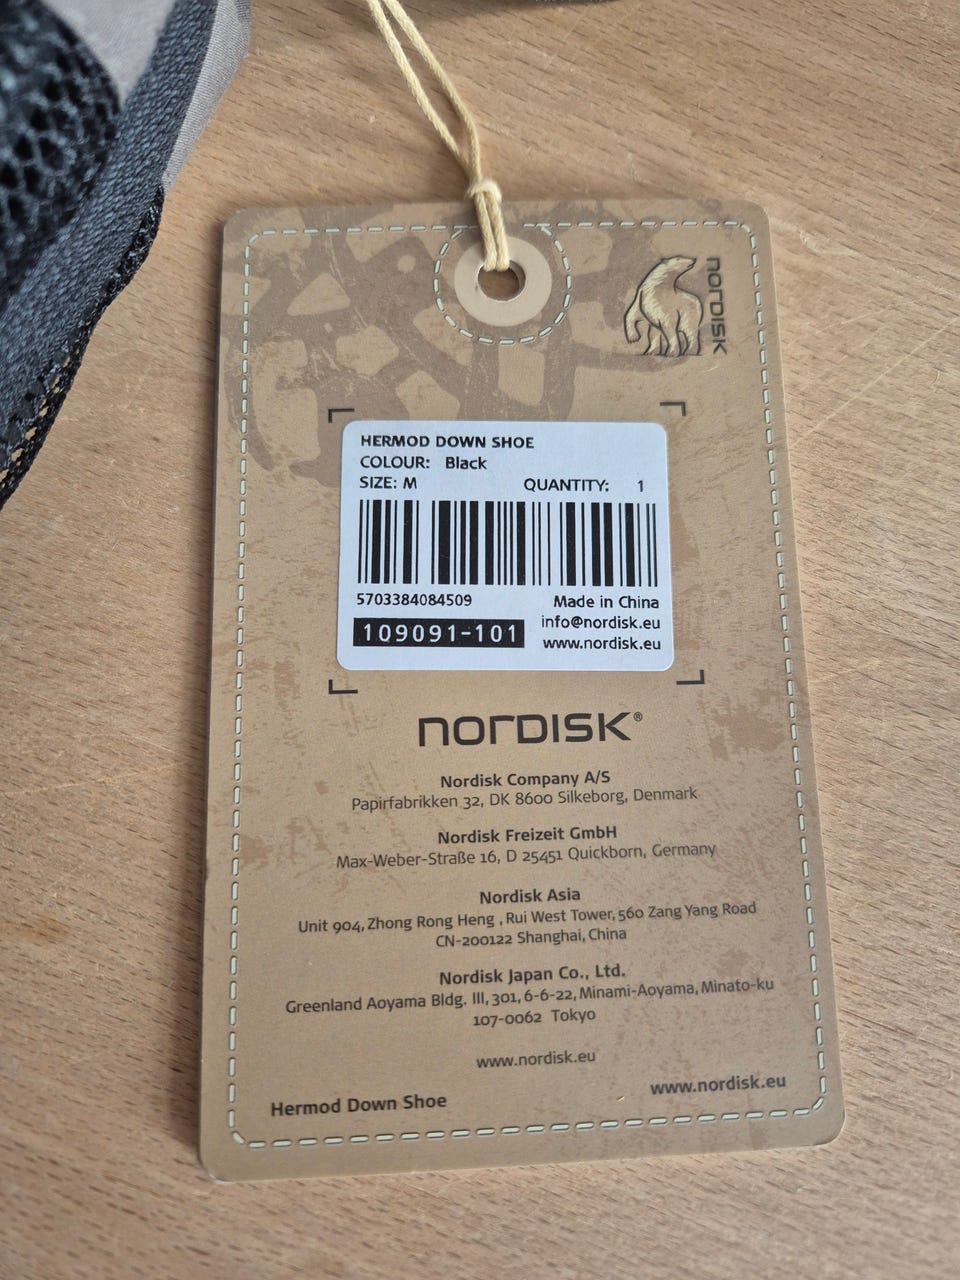 nordisk
HERMOD DOWN SHOE
COLOUR: Black
SIZE: M QUANTITY: 1
5703384084509 Made in China
109091-101 info@nordisk.eu
www.nordisk.eu
nordisk®
Nordisk Company A/S
Papirfabrikken 32, DK 8600 Silkeborg, Denmark
Nordisk Freizeit GmbH
Max-Weber-Straße 16, D 25451 Quickborn, Germany
Nordisk Asia
Unit 904, Zhong Rong Heng , Rui West Tower, 560 Zang Yang Road
CN-200122 Shanghai, China
Nordisk Japan Co., Ltd.
Greenland Aoyama Bldg. III, 301, 6-6-22, Minami-Aoyama, Minato-ku
107-0062 Tokyo
www.nordisk.eu
Hermod Down Shoe www.nordisk.eu